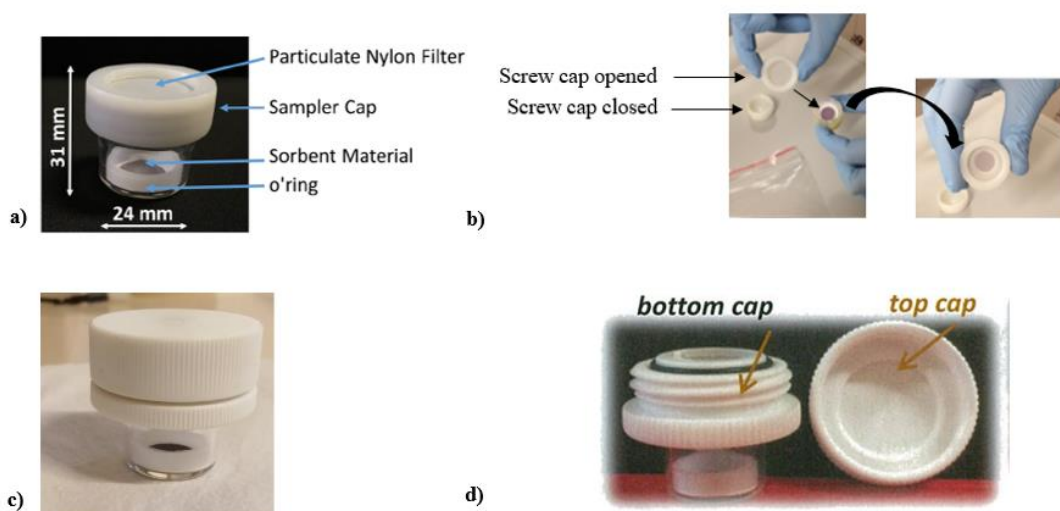 Particulate Nylon Filter
Sampler Cap
Sorbent Material
o'ring
31 mm
24 mm
a)
Screw cap opened
Screw cap closed
b)
c)
bottom cap
top cap
d)